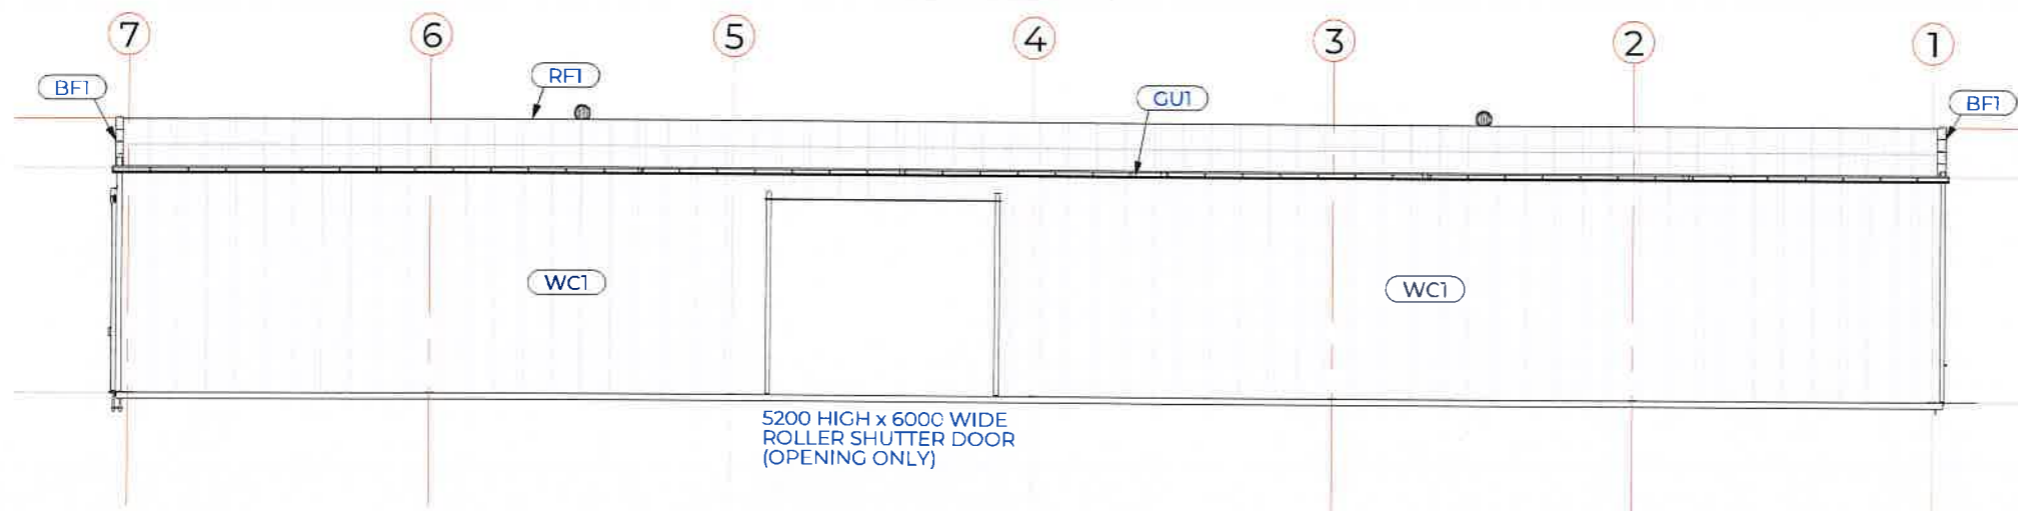 7 6 5 4 3 2 1
BF1 RF1 GU1 BF1
WC1 WC1
5200 HIGH x 6000 WIDE
ROLLER SHUTTER DOOR
(OPENING ONLY)